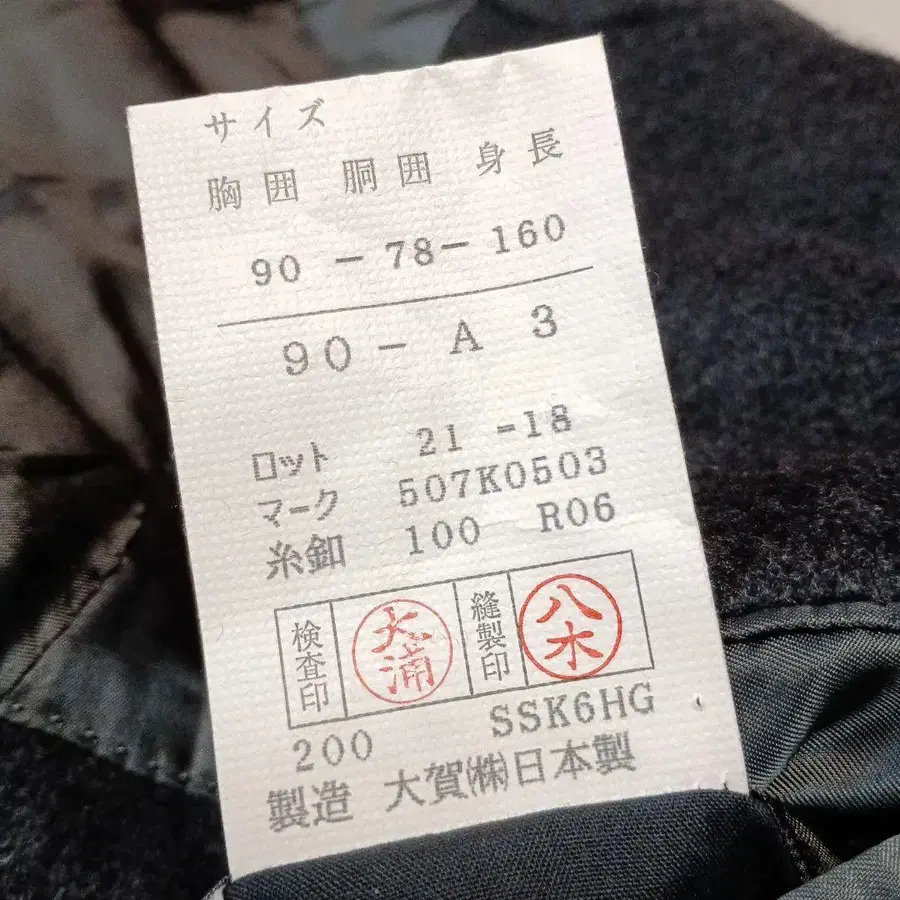 サイズ
胸囲 胴囲 身長
90 - 78 - 160
90 - A 3
ロット 21 -18
マーク 507K0503
糸釦 100 R06
検査印 大浦 縫製印 八木
200 SSK6HG
製造 大賀㈱日本製